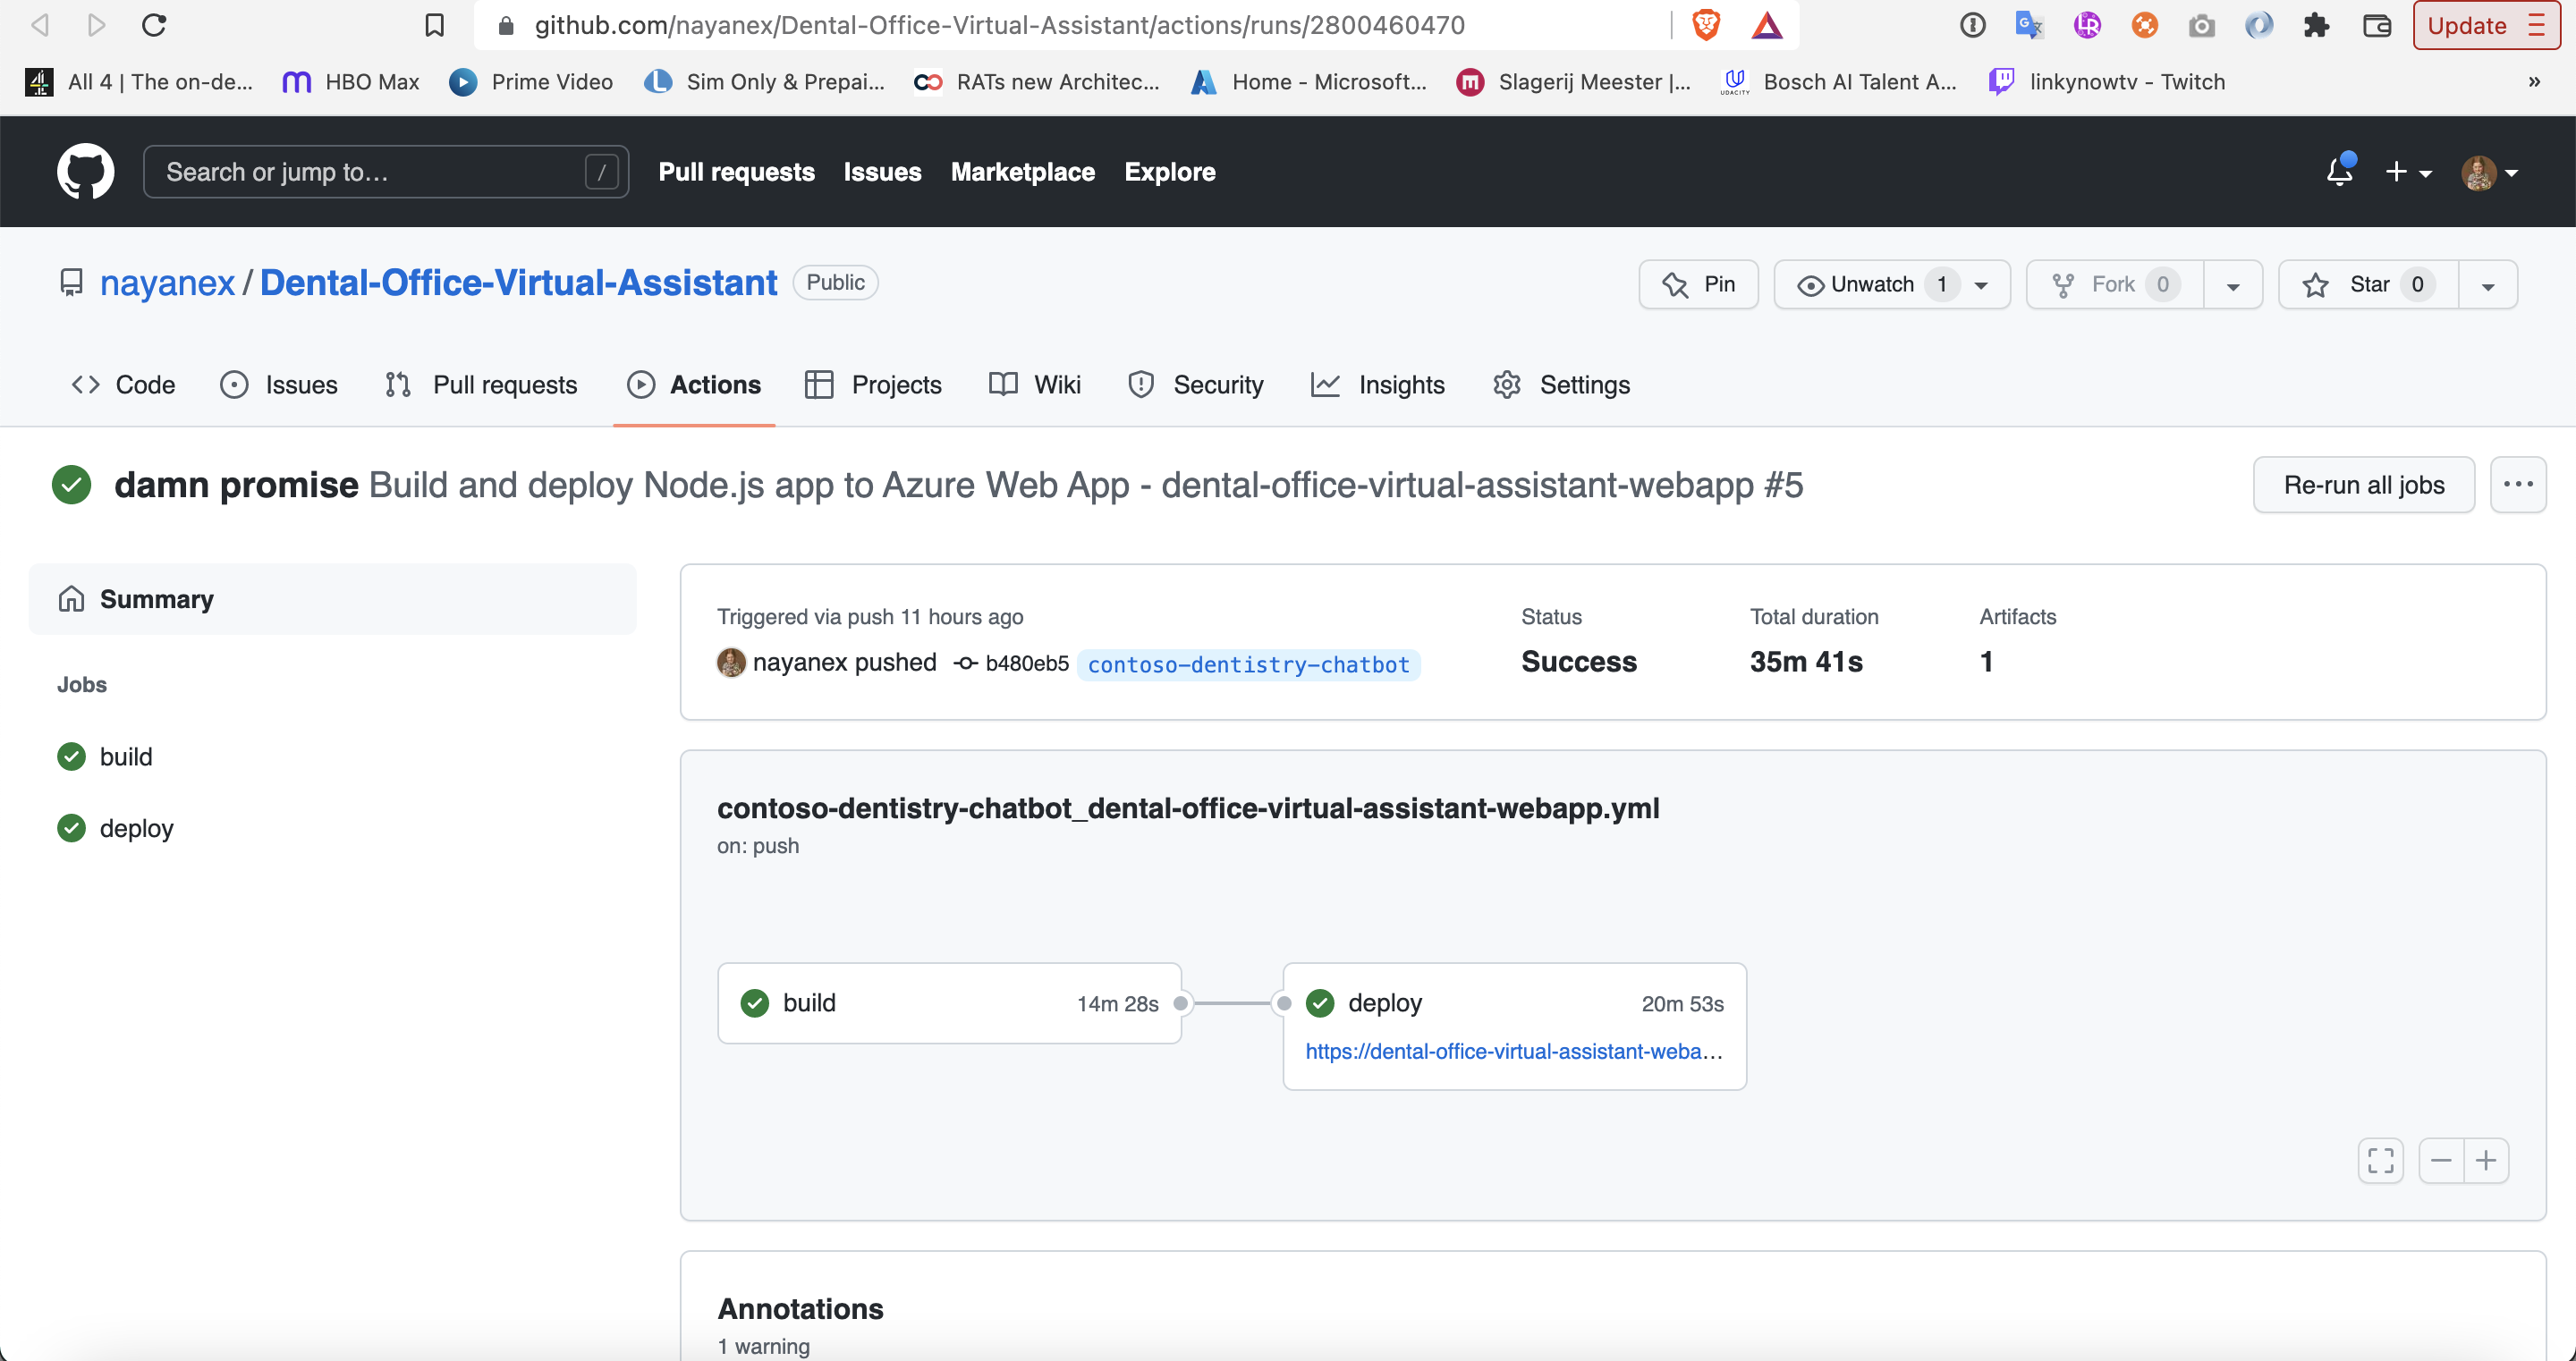 github.com/nayanex/Dental-Office-Virtual-Assistant/actions/runs/2800460470
Update
All 4 | The on-de...
HBO Max
Prime Video
Sim Only & Prepai...
RATs new Architec...
Home - Microsoft...
Slagerij Meester |...
Bosch AI Talent A...
linkynowtv - Twitch
»
Search or jump to...
/
Pull requests
Issues
Marketplace
Explore
nayanex / Dental-Office-Virtual-Assistant
Public
Pin
Unwatch 1
Fork 0
Star 0
Code
Issues
Pull requests
Actions
Projects
Wiki
Security
Insights
Settings
damn promise Build and deploy Node.js app to Azure Web App - dental-office-virtual-assistant-webapp #5
Re-run all jobs
Summary
Jobs
build
deploy
Triggered via push 11 hours ago
nayanex pushed b480eb5 contoso-dentistry-chatbot
Status
Success
Total duration
35m 41s
Artifacts
1
contoso-dentistry-chatbot_dental-office-virtual-assistant-webapp.yml
on: push
build 14m 28s
deploy 20m 53s
https://dental-office-virtual-assistant-weba...
Annotations
1 warning